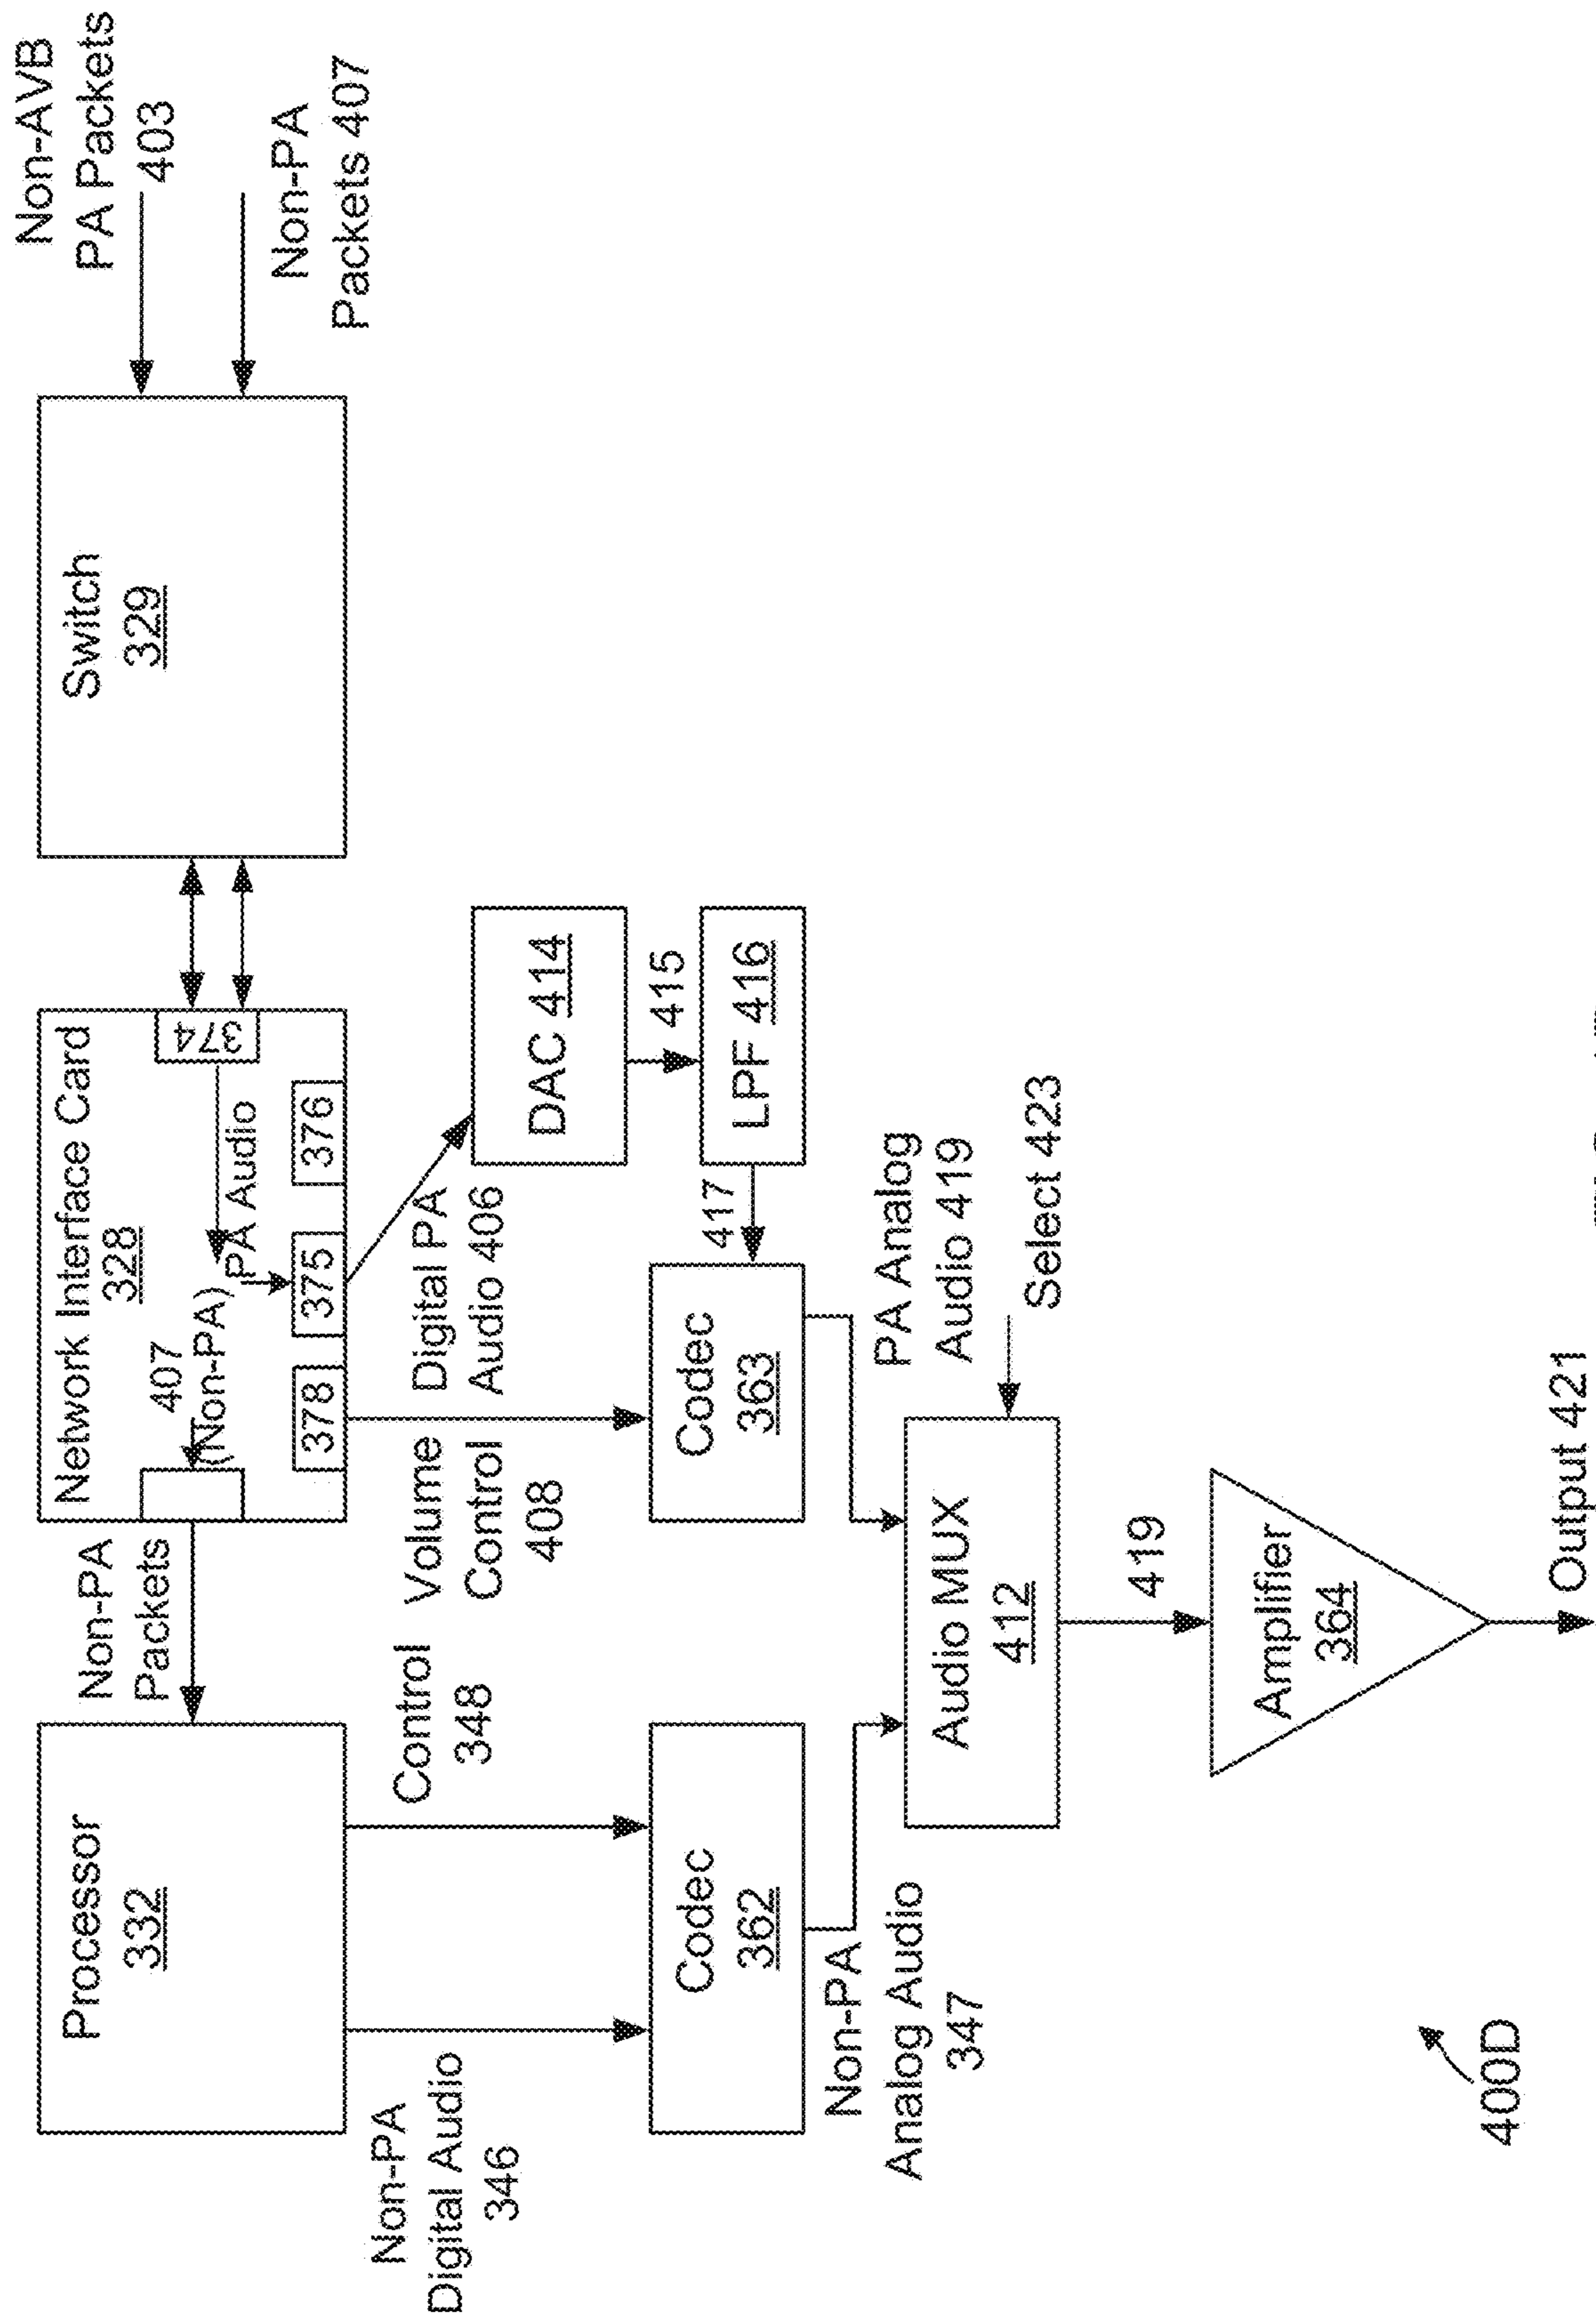 Processor
332
Non-PA
Packets
Network Interface Card
328
407
(Non-PA)
PA Audio
374
378
375
376
Switch
329
Non-AVB
PA Packets
403
Non-PA
Packets 407
Non-PA
Digital Audio
346
Control
348
Volume
Control
408
Digital PA
Audio 406
DAC 414
415
LPF 416
417
Codec
362
Codec
363
Non-PA
Analog Audio
347
PA Analog
Audio 419
Audio MUX
412
Select 423
419
Amplifier
364
Output 421
400D